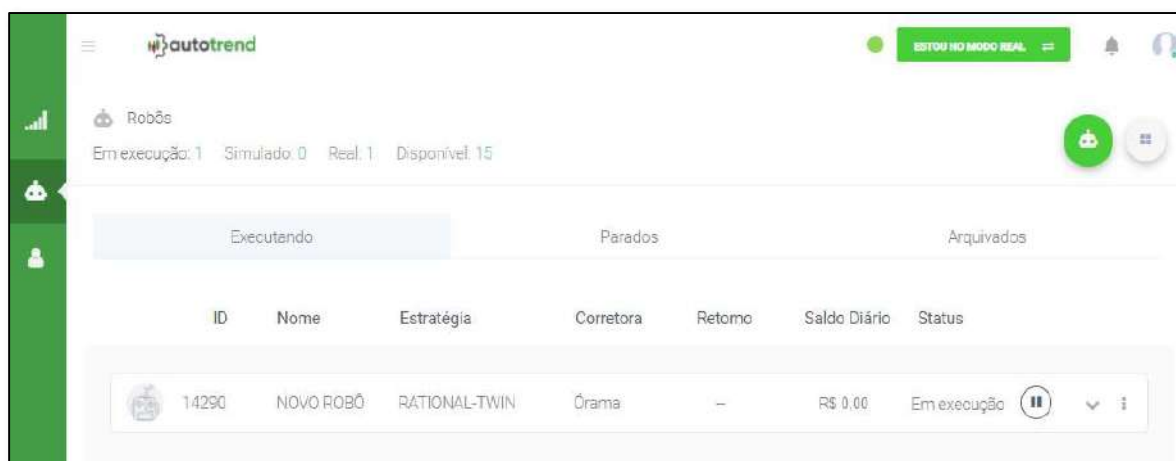 autotrend
ESTOU NO MODO REAL
Robôs
Em execução: 1 Simulado: 0 Real: 1 Disponível: 15
Executando Parados Arquivados
ID Nome Estratégia Corretora Retorno Saldo Diário Status
14290 NOVO ROBÔ RATIONAL-TWIN Órama – R$ 0,00 Em execução